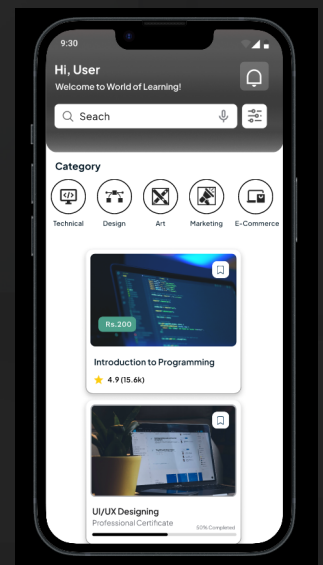 9:30
Hi, User
Welcome to World of Learning!
Seach
Category
Technical
Design
Art
Marketing
E-Commerce
Rs.200
Introduction to Programming
4.9 (15.6k)
UI/UX Designing
Professional Certificate
50% Completed